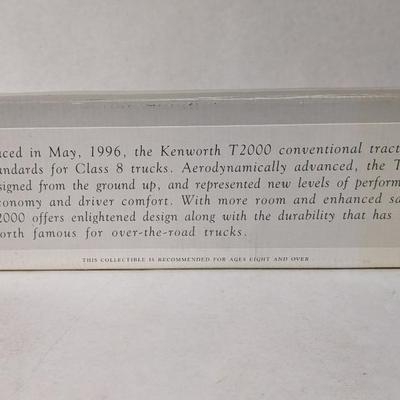 uced in May, 1996, the Kenworth T2000 conventional tract
andards for Class 8 trucks. Aerodynamically advanced, the T
signed from the ground up, and represented new levels of perform
conomy and driver comfort. With more room and enhanced sa
2000 offers enlightened design along with the durability that has
orth famous for over-the-road trucks.
THIS COLLECTIBLE IS RECOMMENDED FOR AGES EIGHT AND OVER